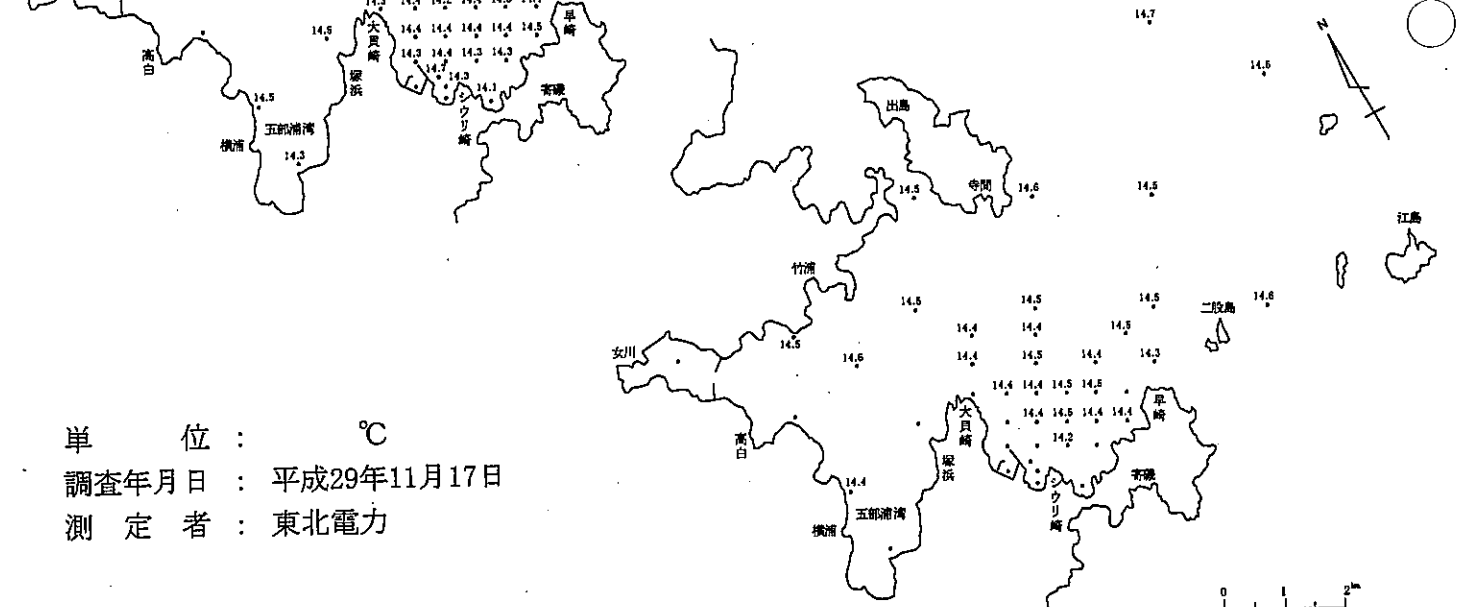 14.4 14.4 14.4 14.4 14.5
14.5
大貝崎
早崎
高白
14.3 14.4 14.3 14.3
塚浜
14.7
14.3
14.5
14.1
シウリ崎
寄磯
五部浦湾
横浦
14.3
14.7
N
14.5
出島
寺間
14.5
14.6
14.5
江島
竹浦
14.5
14.5
14.5
14.6
二股島
14.4
14.4
14.5
女川
14.5
14.6
14.4
14.5
14.4
14.3
14.4 14.4 14.5 14.5
大貝崎
早崎
14.4 14.5 14.4 14.4
高白
14.2
塚浜
寄磯
14.4
シウリ崎
五部浦湾
横浦
単 位 : ℃
調査年月日 : 平成29年11月17日
測 定 者 : 東北電力
0 1 2km